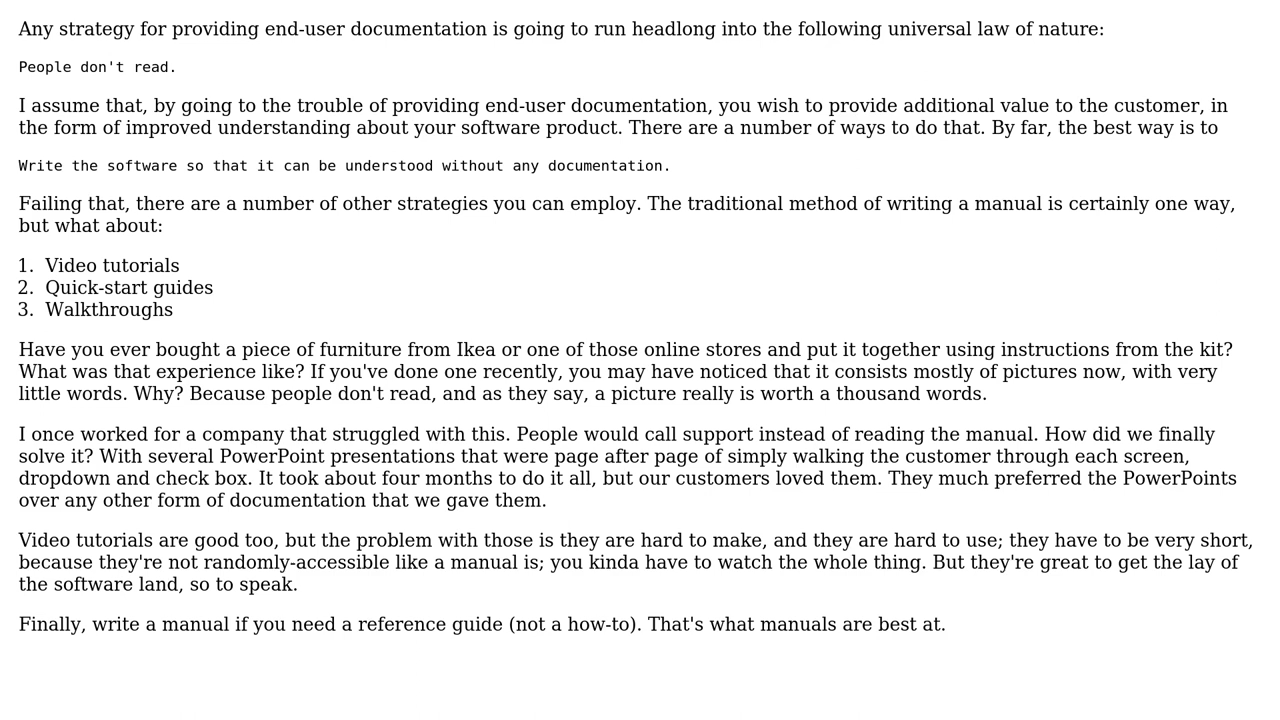 Any strategy for providing end-user documentation is going to run headlong into the following universal law of nature:
People don't read.
I assume that, by going to the trouble of providing end-user documentation, you wish to provide additional value to the customer, in
the form of improved understanding about your software product. There are a number of ways to do that. By far, the best way is to
Write the software so that it can be understood without any documentation.
Failing that, there are a number of other strategies you can employ. The traditional method of writing a manual is certainly one way,
but what about:
1. Video tutorials
2. Quick-start guides
3. Walkthroughs
Have you ever bought a piece of furniture from Ikea or one of those online stores and put it together using instructions from the kit?
What was that experience like? If you've done one recently, you may have noticed that it consists mostly of pictures now, with very
little words. Why? Because people don't read, and as they say, a picture really is worth a thousand words.
I once worked for a company that struggled with this. People would call support instead of reading the manual. How did we finally
solve it? With several PowerPoint presentations that were page after page of simply walking the customer through each screen,
dropdown and check box. It took about four months to do it all, but our customers loved them. They much preferred the PowerPoints
over any other form of documentation that we gave them.
Video tutorials are good too, but the problem with those is they are hard to make, and they are hard to use; they have to be very short,
because they're not randomly-accessible like a manual is; you kinda have to watch the whole thing. But they're great to get the lay of
the software land, so to speak.
Finally, write a manual if you need a reference guide (not a how-to). That's what manuals are best at.